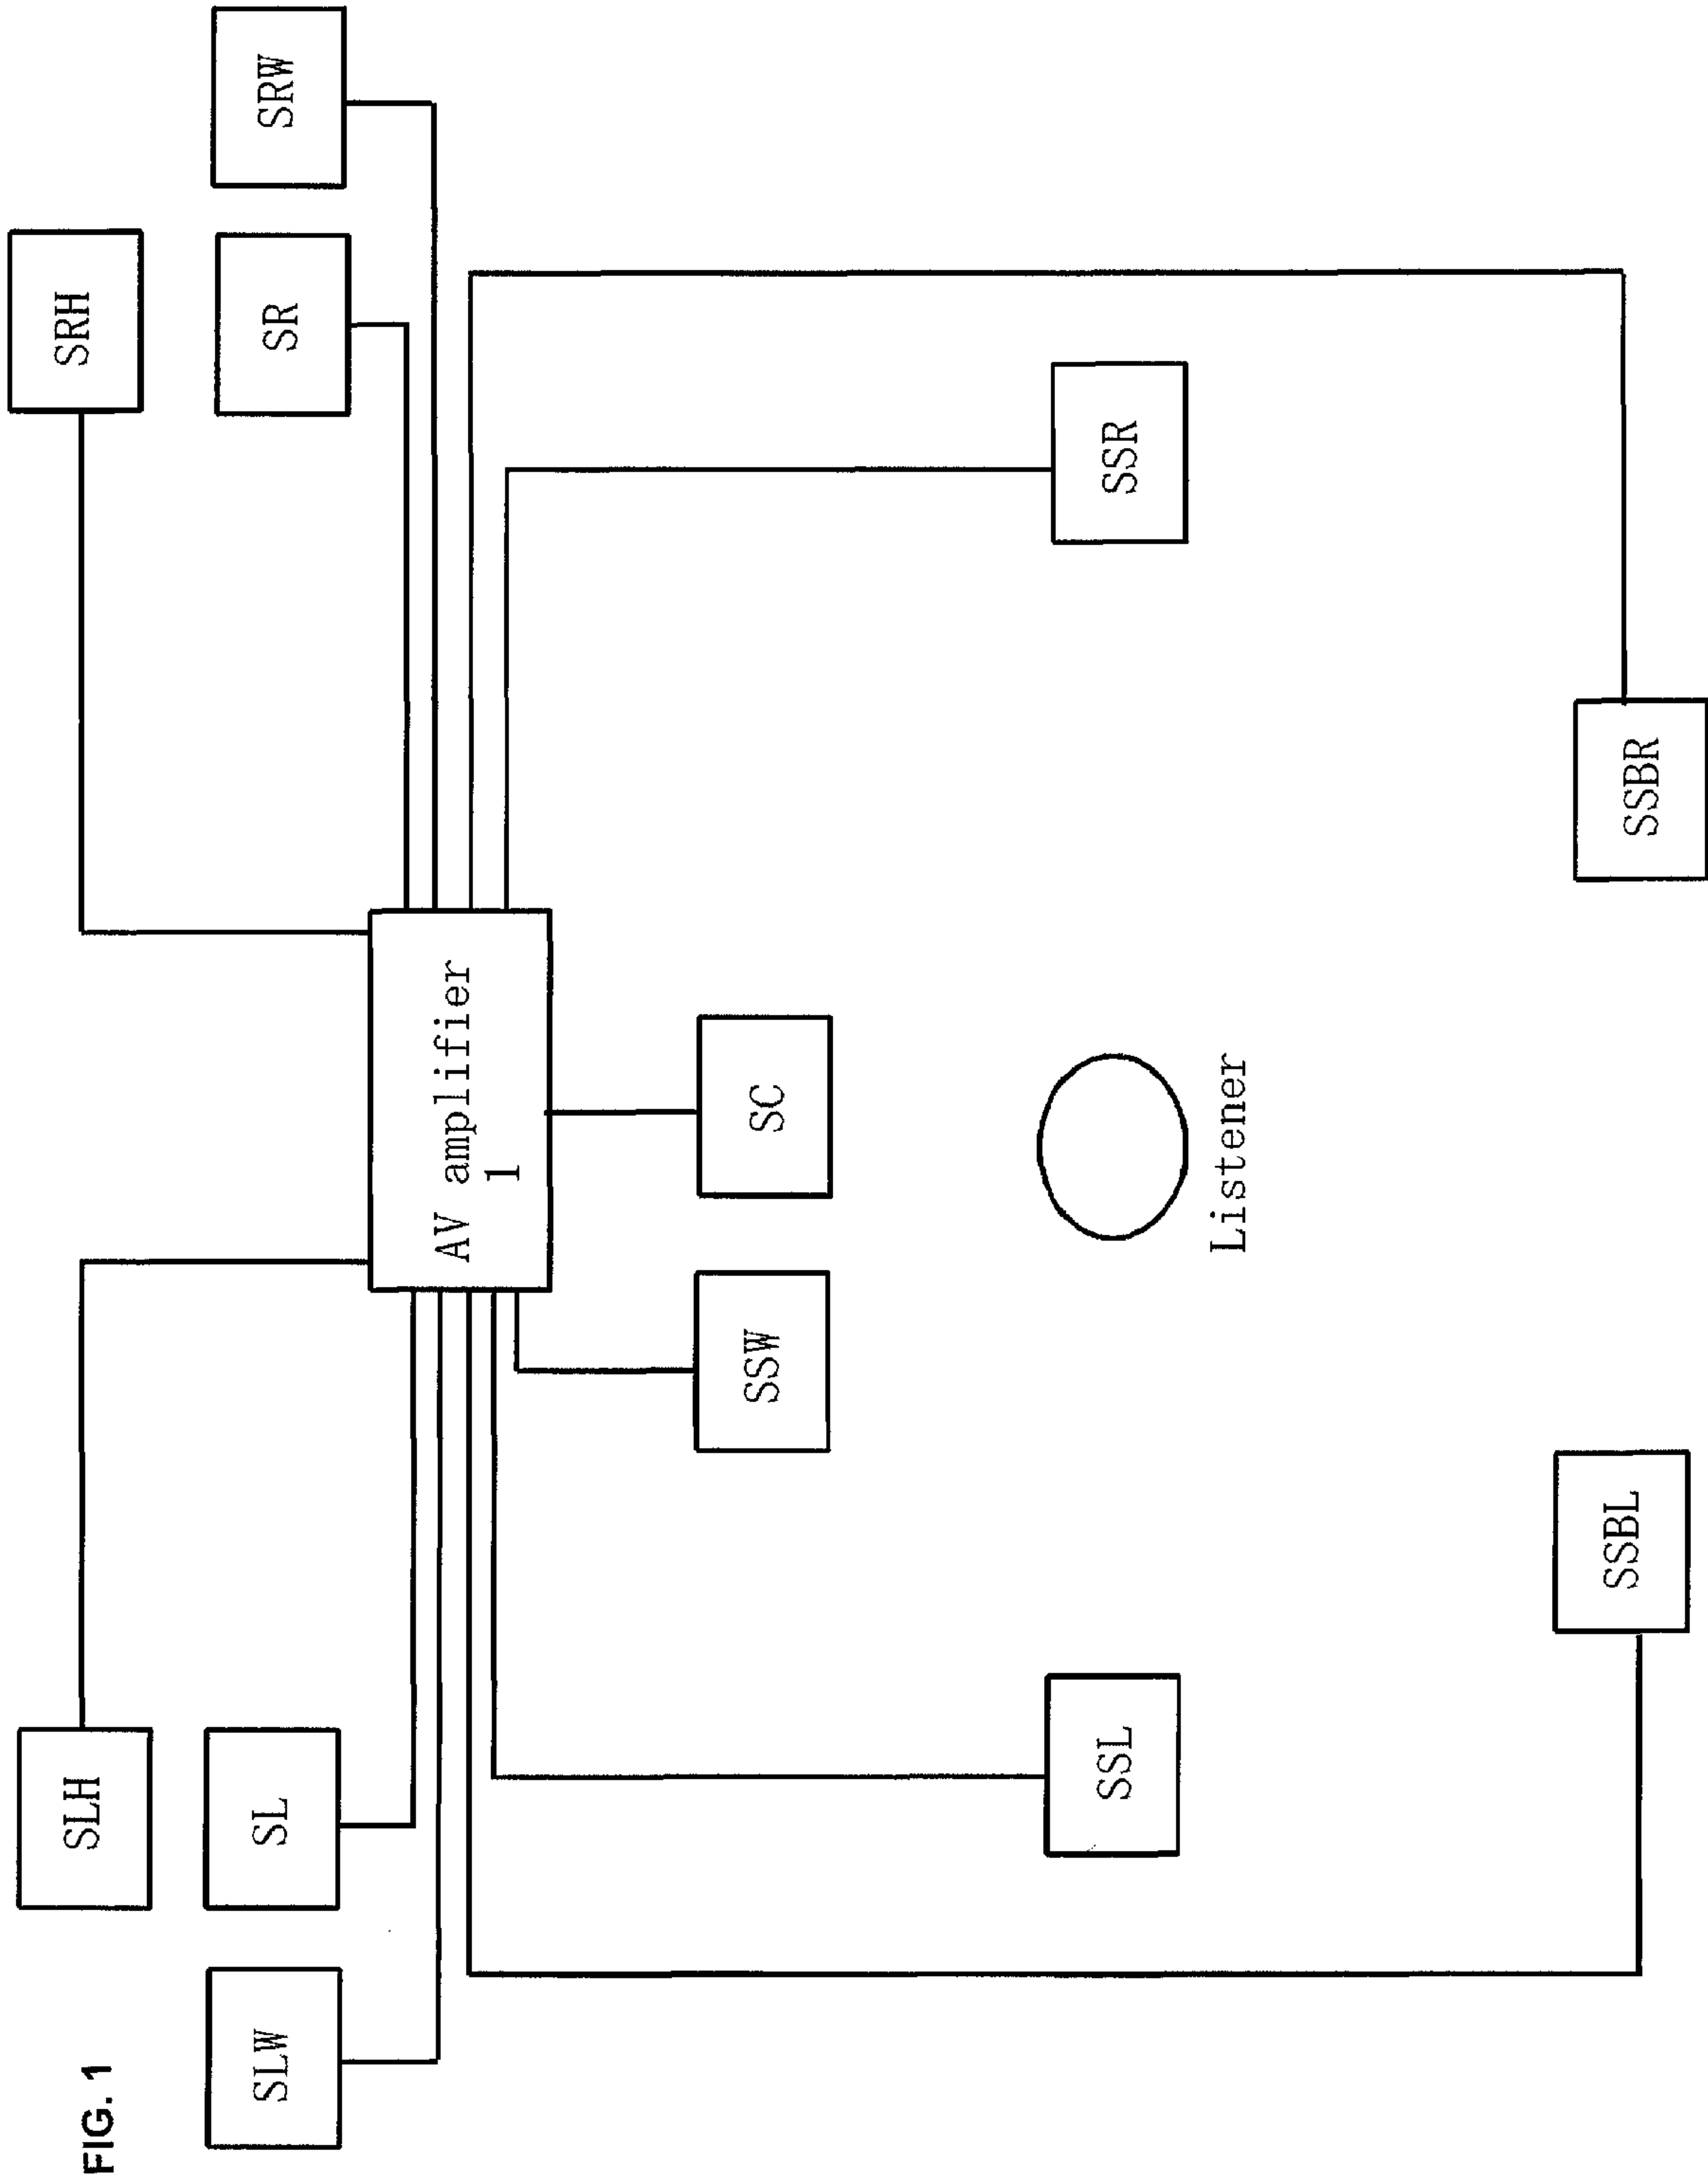 FIG. 1
SLH
SRH
SLW
SL
SR
SRW
AV amplifier
1
SSW
SC
SSL
Listener
SSR
SSBL
SSBR